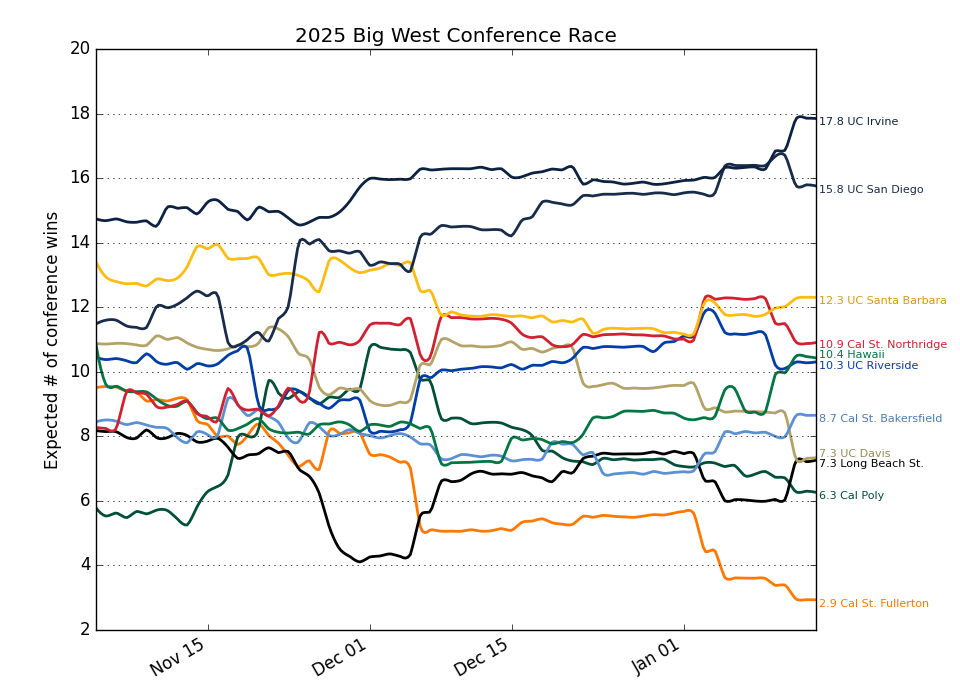 2025 Big West Conference Race
Expected # of conference wins
20
18
16
14
12
10
8
6
4
2
Nov 15
Dec 01
Dec 15
Jan 01
17.8 UC Irvine
15.8 UC San Diego
12.3 UC Santa Barbara
10.9 Cal St. Northridge
10.4 Hawaii
10.3 UC Riverside
8.7 Cal St. Bakersfield
7.3 UC Davis
7.3 Long Beach St.
6.3 Cal Poly
2.9 Cal St. Fullerton